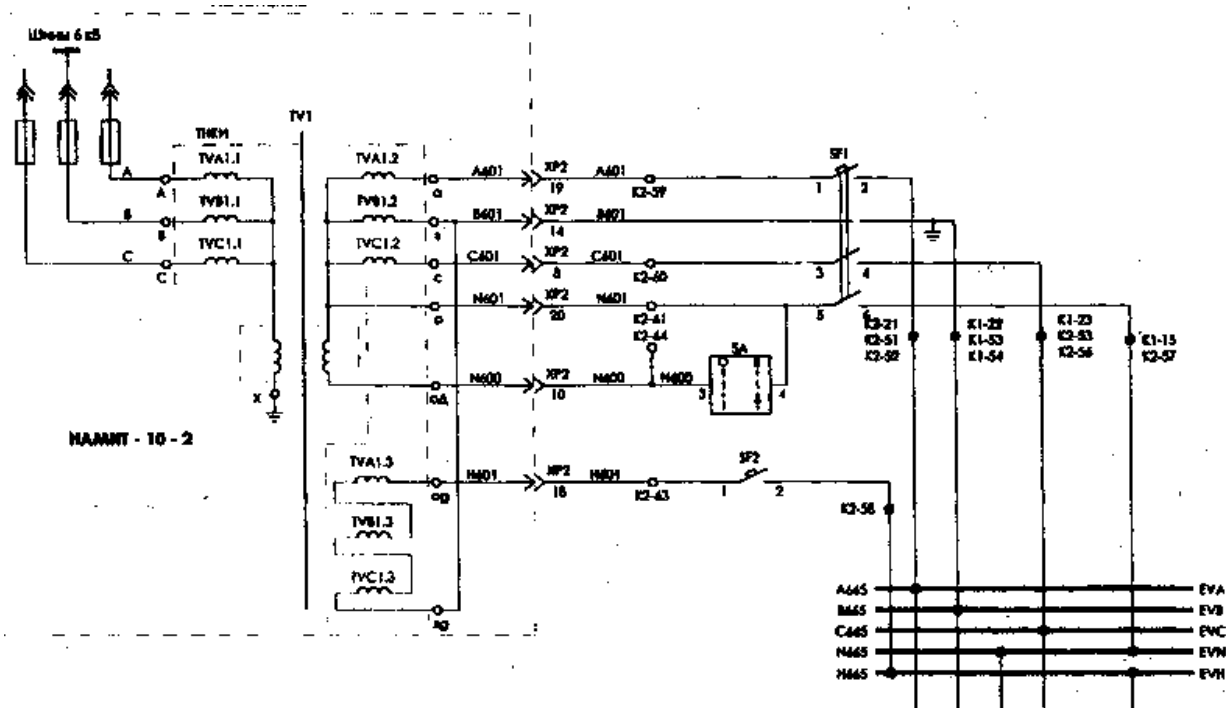 Шины 6 кВ
TV1
ТНКИ
TVA1.1
TVA1.2
A
A
a
A601
XP2
19
A601
K2-59
SF1
1
2
TVB1.1
TVB1.2
B
B
в
B601
XP2
14
B601
TVC1.1
TVC1.2
C
C
c
C601
XP2
8
C601
K2-60
3
4
о
N601
XP2
20
N601
K2-61
K2-64
5
6
K2-51
K2-52
K1-22
K1-53
K1-54
K1-23
K2-53
K2-56
K1-15
K2-57
SA
X
N600
XP2
10
N600
N600
3
4
НАМИТ - 10 - 2
TVA1.3
H601
XP2
18
H601
K2-63
SF2
1
2
K2-58
TVB1.3
TVC1.3
A665
EVA
B665
EVB
C665
EVC
N665
EVN
H665
EVH